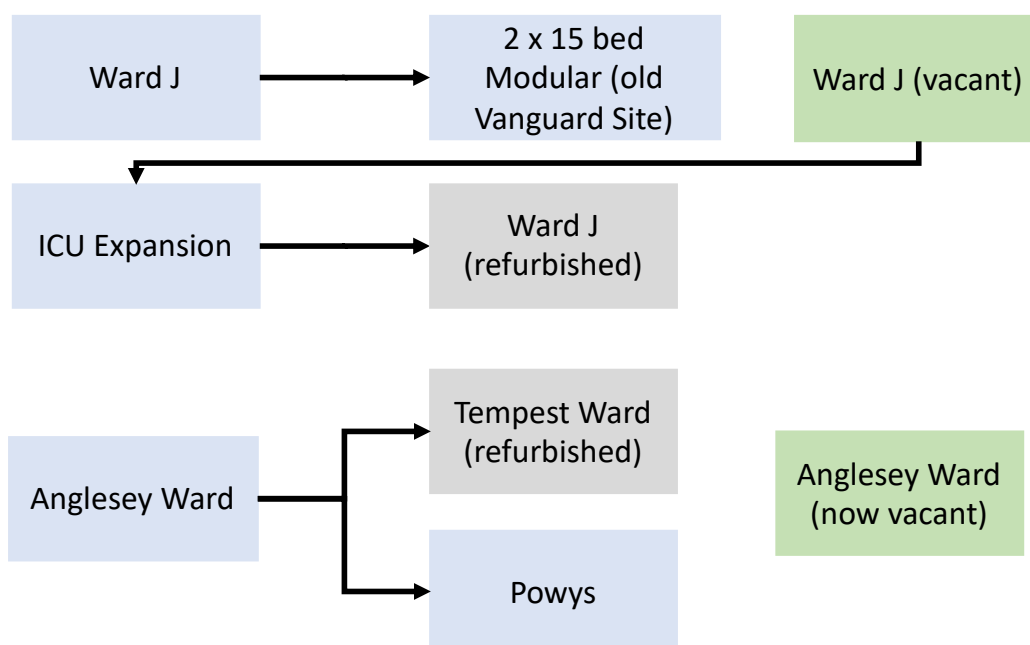 Ward J
2 x 15 bed
Modular (old
Vanguard Site)
Ward J (vacant)
ICU Expansion
Ward J
(refurbished)
Anglesey Ward
Tempest Ward
(refurbished)
Powys
Anglesey Ward
(now vacant)